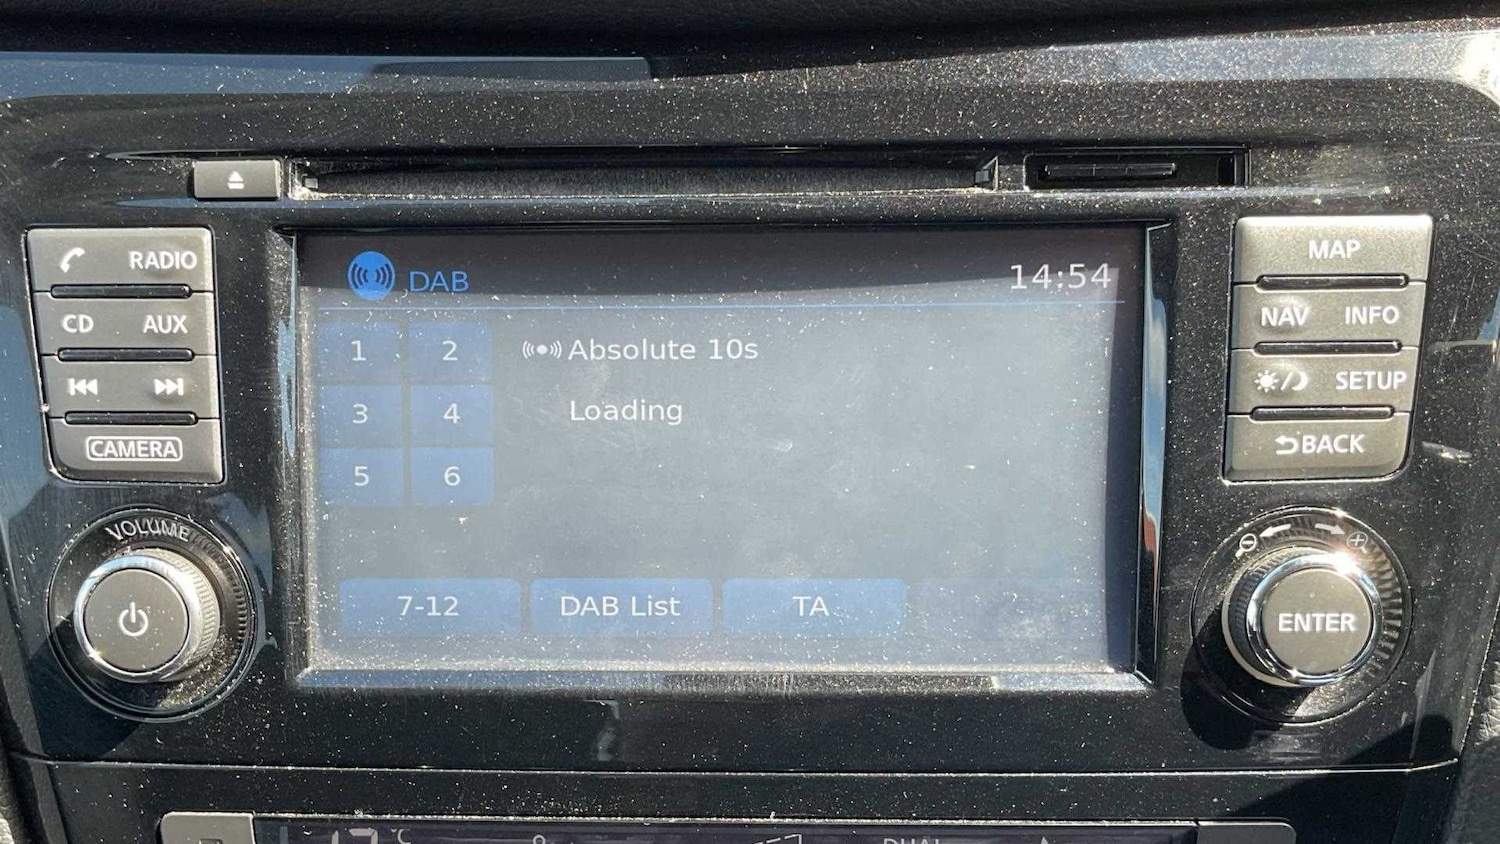 RADIO
CD AUX
CAMERA
VOLUME
DAB 14:54
1 2
3 4
5 6
Absolute 10s
Loading
7-12 DAB List TA
MAP
NAV INFO
SETUP
BACK
ENTER
°C
DUAL